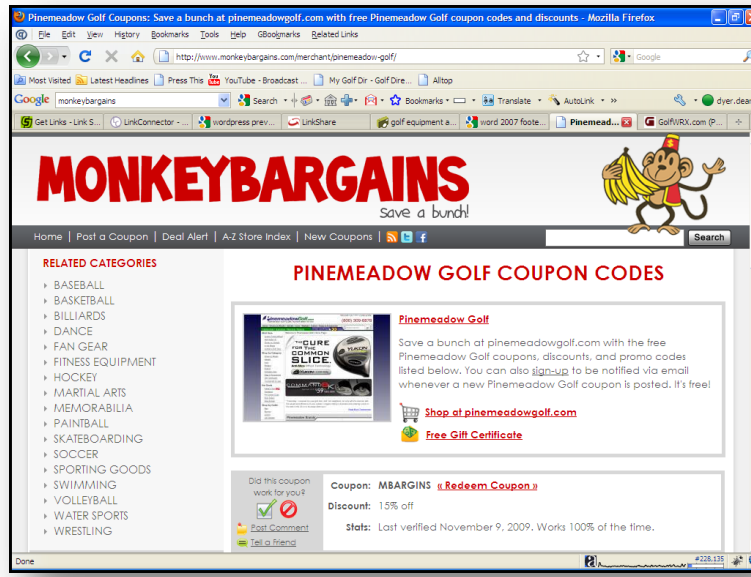 Pinemeadow Golf Coupons: Save a bunch at pinemeadowgolf.com with free Pinemeadow Golf coupon codes and discounts - Mozilla Firefox
File Edit View History Bookmarks Tools Help GBookmarks Related Links
http://www.monkeybargains.com/merchant/pinemeadow-golf/
Google
Most Visited Latest Headlines Press This YouTube - Broadcast ... My Golf Dir - Golf Dire... Alltop
Google monkeybargains Search Bookmarks Translate AutoLink dyer.dear
Get Links - Link S... LinkConnector - ... wordpress prev... LinkShare golf equipment a... word 2007 foote... Pinemead... GolfWRX.com (P...
MONKEYBARGAINS
save a bunch!
Home | Post a Coupon | Deal Alert | A-Z Store Index | New Coupons |
Search
RELATED CATEGORIES
BASEBALL
BASKETBALL
BILLIARDS
DANCE
FAN GEAR
FITNESS EQUIPMENT
HOCKEY
MARTIAL ARTS
MEMORABILIA
PAINTBALL
SKATEBOARDING
SOCCER
SPORTING GOODS
SWIMMING
VOLLEYBALL
WATER SPORTS
WRESTLING
PINEMEADOW GOLF COUPON CODES
THE CURE
FOR THE
COMMON
SLICE
Pinemeadow Golf
Save a bunch at pinemeadowgolf.com with the free
Pinemeadow Golf coupons, discounts, and promo codes
listed below. You can also sign-up to be notified via email
whenever a new Pinemeadow Golf coupon is posted. It's free!
Shop at pinemeadowgolf.com
Free Gift Certificate
Did this coupon
work for you?
Post Comment
Tell a friend
Coupon: MBARGINS « Redeem Coupon »
Discount: 15% off
Stats: Last verified November 9, 2009. Works 100% of the time.
Done
#228,135